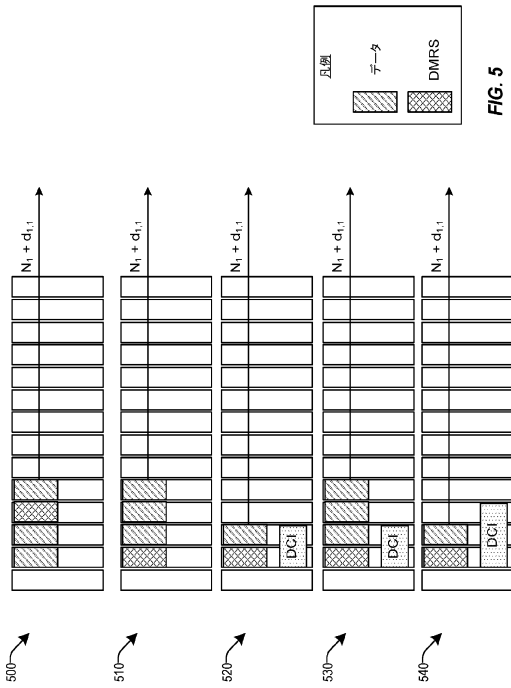 500
N1 + d1,1
510
N1 + d1,1
520
DCI
N1 + d1,1
530
DCI
N1 + d1,1
540
DCI
N1 + d1,1
凡例
データ
DMRS
FIG. 5